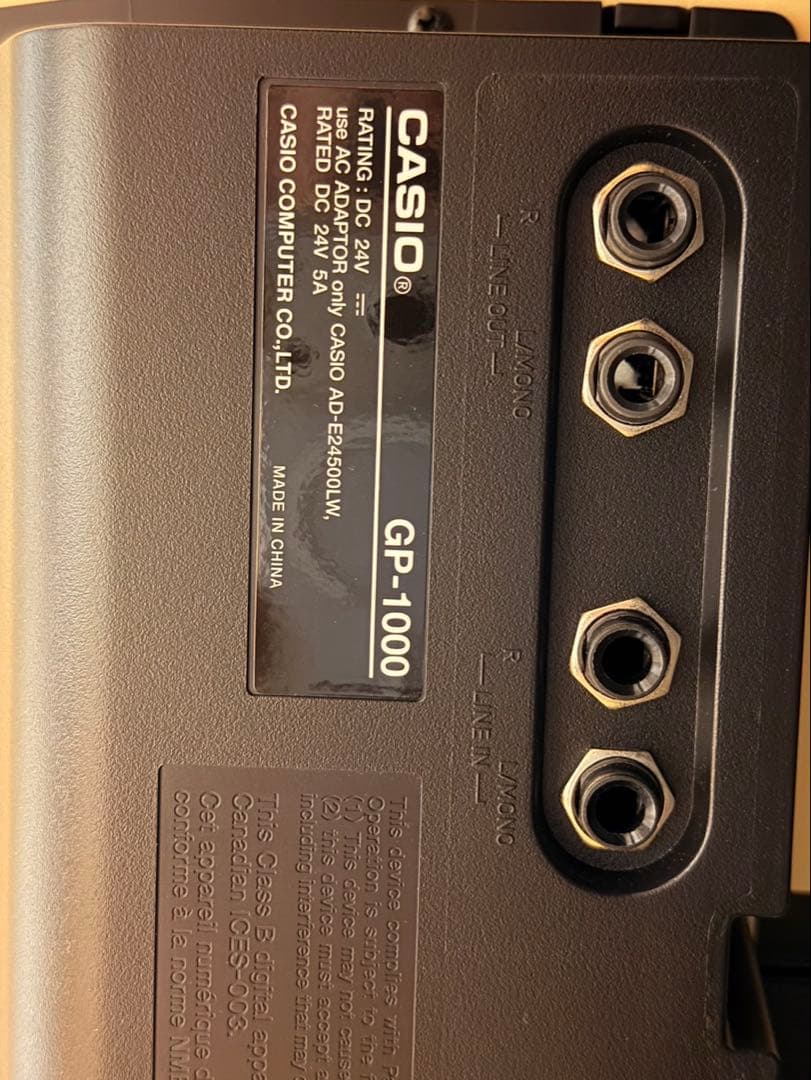 R L/MONO
LINE OUT
R L/MONO
LINE IN
CASIO® GP-1000
RATING : DC 24V ⎓
use AC ADAPTOR only CASIO AD-E24500LW,
RATED DC 24V 5A
CASIO COMPUTER CO.,LTD. MADE IN CHINA
This device complies with
Operation is subject to the
(1) This device may not cause
(2) this device must accept
including interference that may
This Class B digital
Canadian ICES-003.
Cet appareil numérique
conforme à la norme